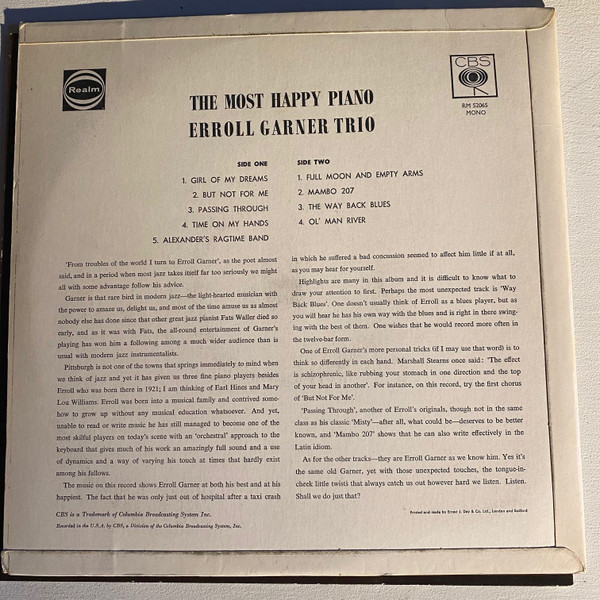 Realm
CBS
RM 52065
MONO
THE MOST HAPPY PIANO
ERROLL GARNER TRIO
SIDE ONE
1. GIRL OF MY DREAMS
2. BUT NOT FOR ME
3. PASSING THROUGH
4. TIME ON MY HANDS
5. ALEXANDER'S RAGTIME BAND
SIDE TWO
1. FULL MOON AND EMPTY ARMS
2. MAMBO 207
3. THE WAY BACK BLUES
4. OL' MAN RIVER
'From troubles of the world I turn to Erroll Garner', as the poet almost
said, and in a period when most jazz takes itself far too seriously we might
all with some advantage follow his advice.
Garner is that rare bird in modern jazz—the light-hearted musician with
the power to amaze us, delight us, and most of the time amuse us as almost
nobody else has done since that other great jazz pianist Fats Waller died so
early, and as it was with Fats, the all-round entertainment of Garner's
playing has won him a following among a much wider audience than is
usual with modern jazz instrumentalists.
Pittsburgh is not one of the towns that springs immediately to mind when
we think of jazz and yet it has given us three fine piano players besides
Erroll who was born there in 1921; I am thinking of Earl Hines and Mary
Lou Williams. Erroll was born into a musical family and contrived some-
how to grow up without any musical education whatsoever. And yet,
unable to read or write music he has still managed to become one of the
most skilful players on today's scene with an 'orchestral' approach to the
keyboard that gives much of his work an amazingly full sound and a use
of dynamics and a way of varying his touch at times that hardly exist
among his fellows.
The music on this record shows Erroll Garner at both his best and at his
happiest. The fact that he was only just out of hospital after a taxi crash
in which he suffered a bad concussion seemed to affect him little if at all,
as you may hear for yourself.
Highlights are many in this album and it is difficult to know what to
draw your attention to first. Perhaps the most unexpected track is 'Way
Back Blues'. One doesn't usually think of Erroll as a blues player, but as
you will hear he has his own way with the blues and is right in there swing-
ing with the best of them. One wishes that he would record more often in
the twelve-bar form.
One of Erroll Garner's more personal tricks (if I may use that word) is to
think so differently in each hand. Marshall Stearns once said: 'The effect
is schizophrenic, like rubbing your stomach in one direction and the top
of your head in another'. For instance, on this record, try the first chorus
of 'But Not For Me'.
'Passing Through', another of Erroll's originals, though not in the same
class as his classic 'Misty'—after all, what could be—deserves to be better
known, and 'Mambo 207' shows that he can also write effectively in the
Latin idiom.
As for the other tracks—they are Erroll Garner as we know him. Yes it's
the same old Garner, yet with those unexpected touches, the tongue-in-
cheek little twists that always catch us out however hard we listen. Listen.
Shall we do just that?
CBS is a Trademark of Columbia Broadcasting System Inc.
Recorded in the U.S.A. by CBS, a Division of the Columbia Broadcasting System, Inc.
Printed and made by Ernest J. Day & Co. Ltd., London and Bedford